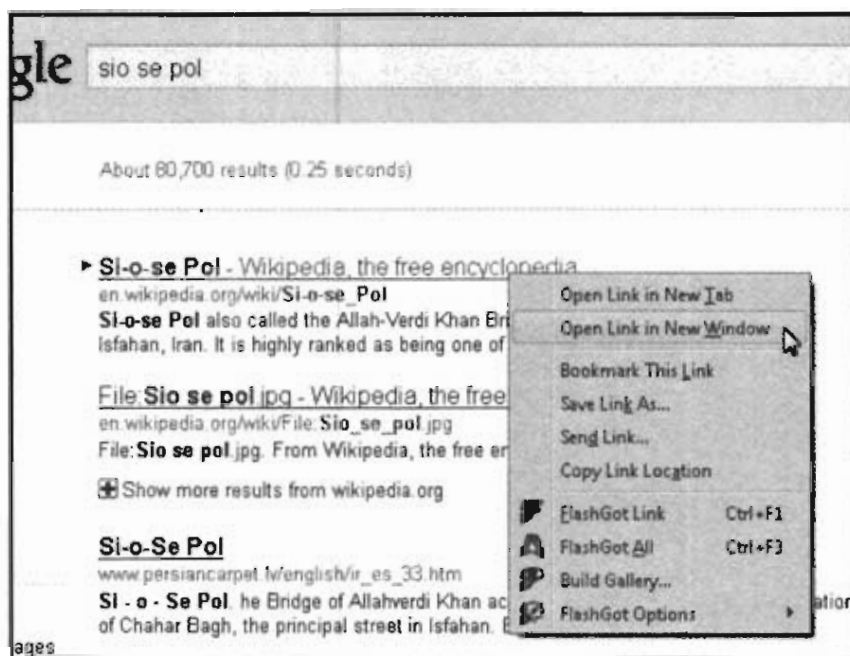 gle sio se pol
About 80,700 results (0.25 seconds)
Si-o-se Pol - Wikipedia, the free encyclopedia
en.wikipedia.org/wiki/Si-o-se_Pol
Si-o-se Pol also called the Allah-Verdi Khan Bri
Isfahan, Iran. It is highly ranked as being one of
File:Sio se pol.jpg - Wikipedia, the free
en.wikipedia.org/wiki/File:Sio_se_pol.jpg
File:Sio se pol.jpg. From Wikipedia, the free en
Show more results from wikipedia.org
Si-o-Se Pol
www.persiancarpet.tv/english/ir_es_33.htm
Si - o - Se Pol. he Bridge of Allahverdi Khan ac
ation
of Chahar Bagh, the principal street in Isfahan.
ages
Open Link in New Tab
Open Link in New Window
Bookmark This Link
Save Link As...
Send Link...
Copy Link Location
FlashGot Link Ctrl+F1
FlashGot All Ctrl+F3
Build Gallery...
FlashGot Options